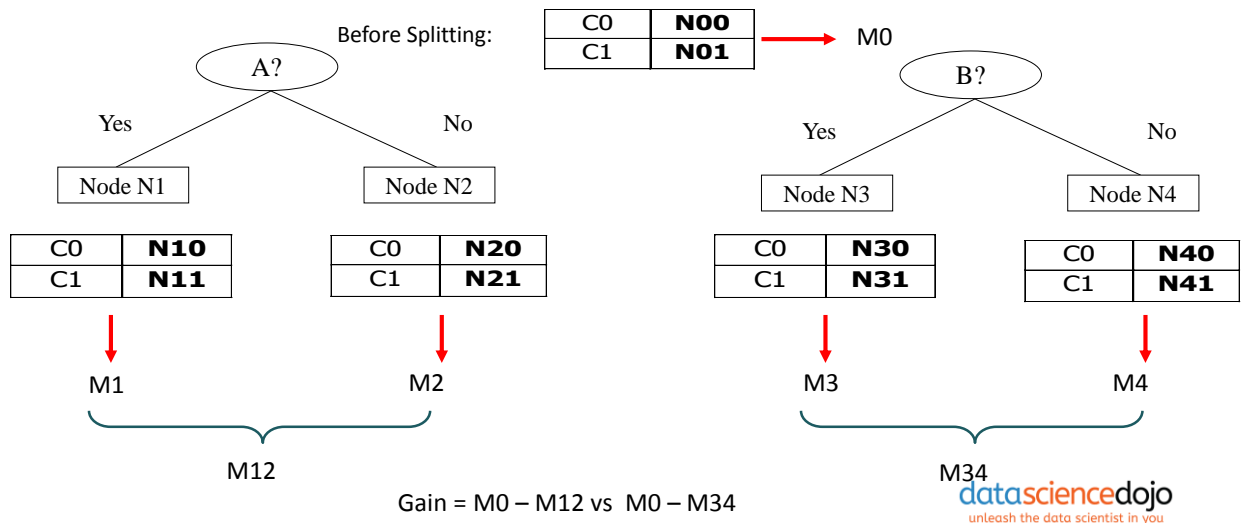 Before Splitting:
C0 N00
C1 N01
M0
A?
Yes No
Node N1 Node N2
C0 N10
C1 N11
C0 N20
C1 N21
M1 M2
M12
B?
Yes No
Node N3 Node N4
C0 N30
C1 N31
C0 N40
C1 N41
M3 M4
M34
Gain = M0 – M12 vs M0 – M34
datasciencedojo
unleash the data scientist in you